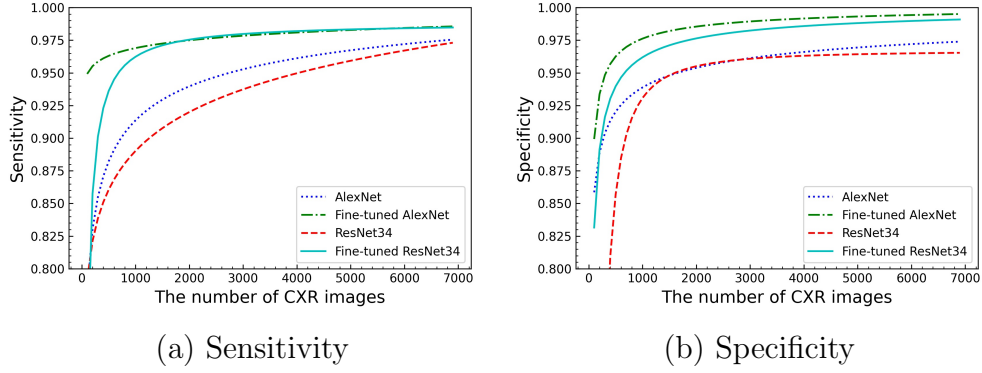 1.000
0.975
0.950
0.925
0.900
0.875
0.850
0.825
0.800
Sensitivity
0 1000 2000 3000 4000 5000 6000 7000
The number of CXR images
AlexNet
Fine-tuned AlexNet
ResNet34
Fine-tuned ResNet34
(a) Sensitivity
1.000
0.975
0.950
0.925
0.900
0.875
0.850
0.825
0.800
Specificity
0 1000 2000 3000 4000 5000 6000 7000
The number of CXR images
AlexNet
Fine-tuned AlexNet
ResNet34
Fine-tuned ResNet34
(b) Specificity